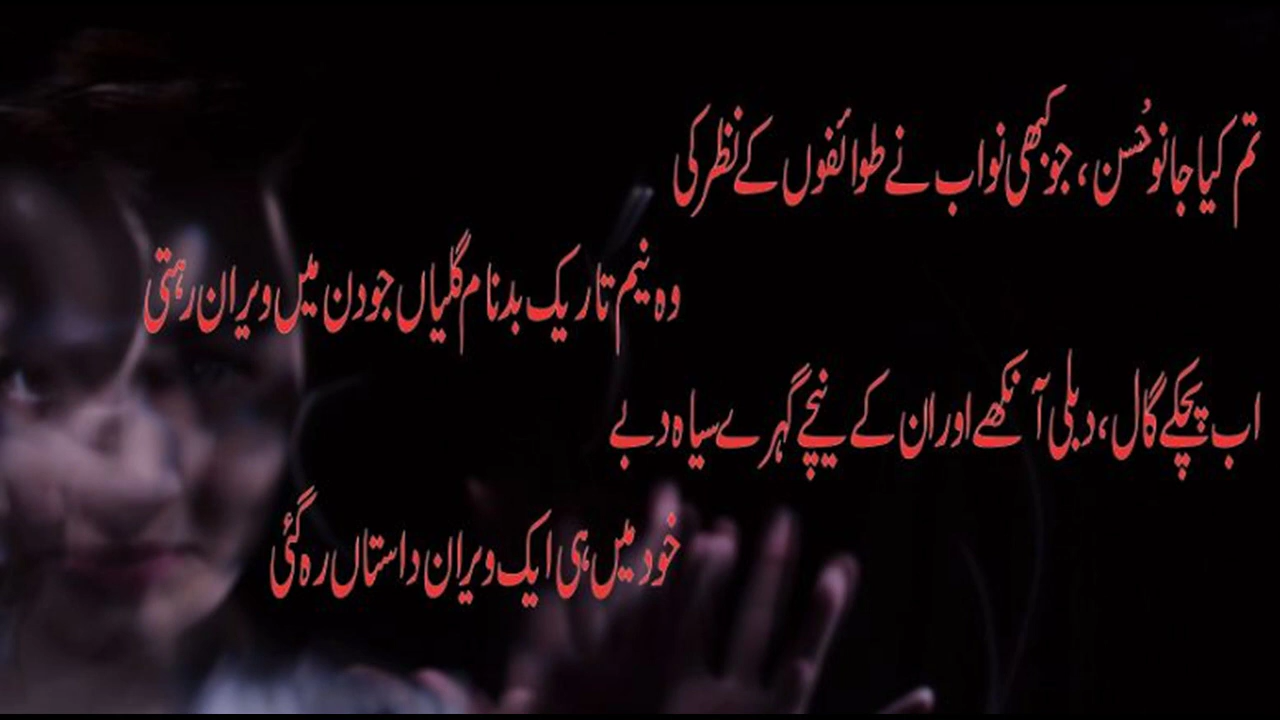 تم کیا جانو حُسن ، جو کبھی نواب نے طوائفوں کے نظر کی
وہ نیم تاریک بدنام گلیاں جو دن میں ویران رہتی
اب پچکے گال، دبلی آنکھے اور ان کے نیچے گہرے سیاہ دبے
خود میں ہی ایک ویران داستاں رہ گئی